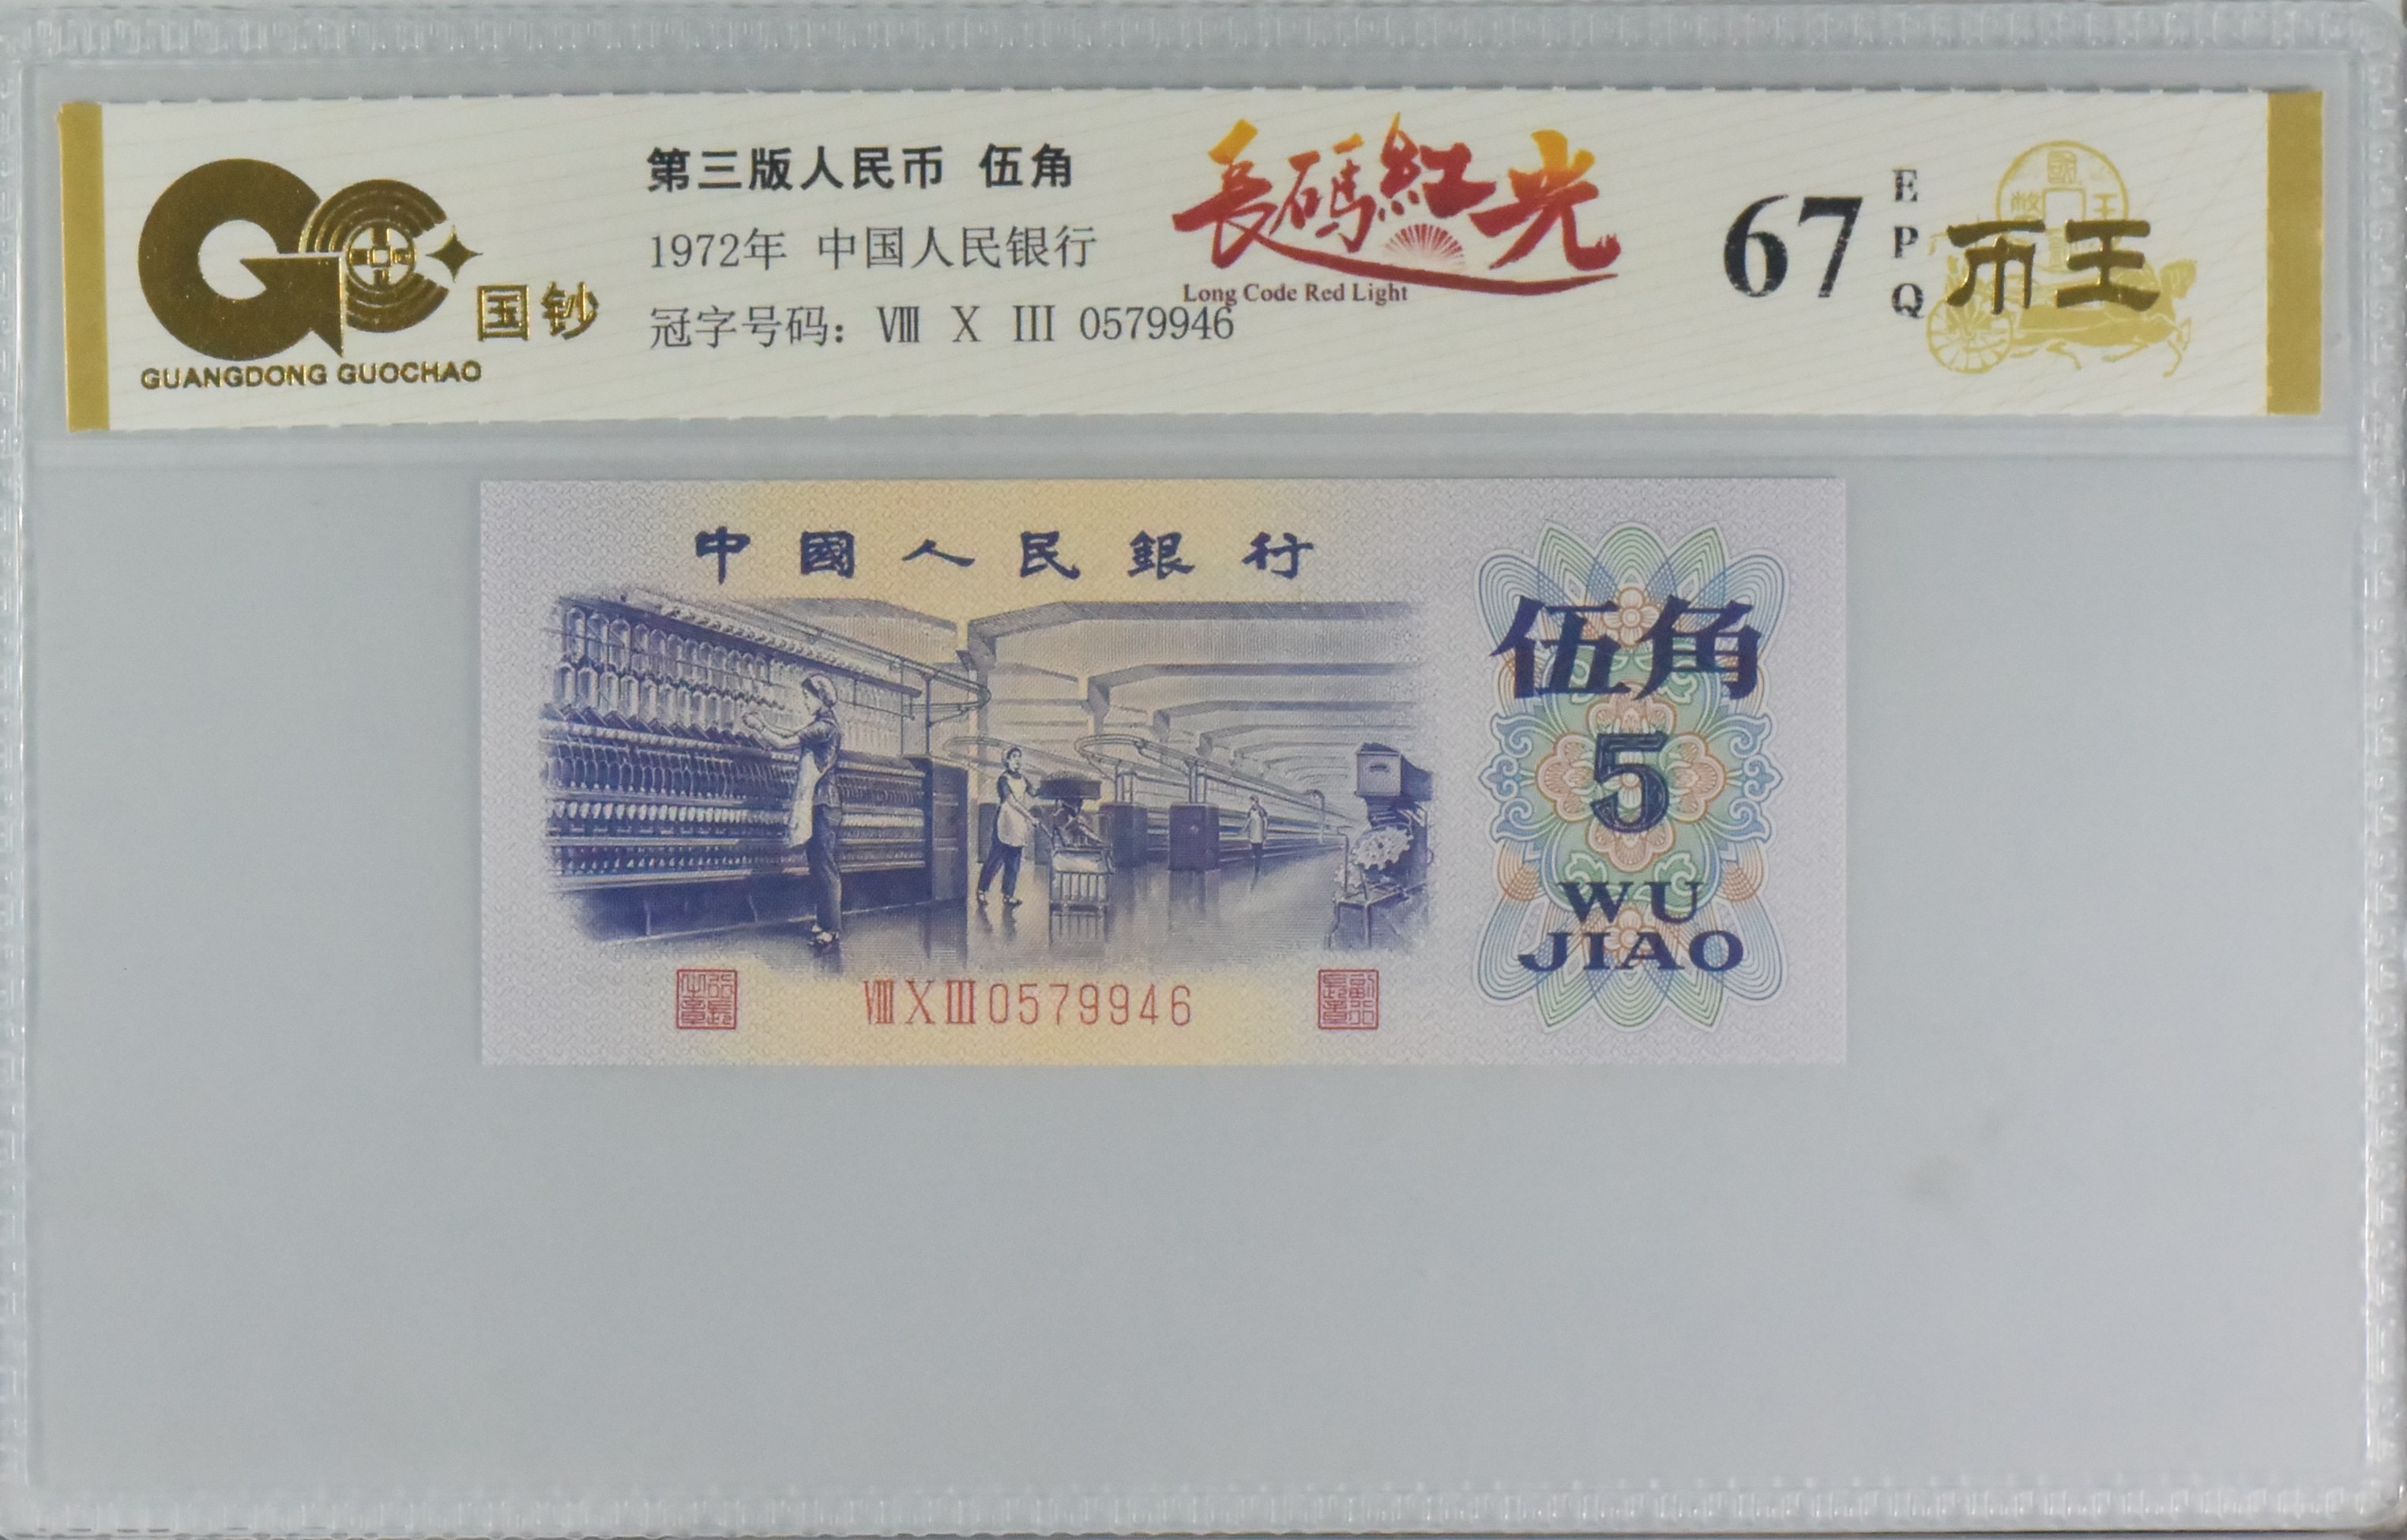 国钞
GUANGDONG GUOCHAO
第三版人民币 伍角
1972年 中国人民银行
冠字号码：Ⅷ X III 0579946
長碼紅光
Long Code Red Light
67
E
P
Q
币王
中國人民銀行
伍角
5
WU
JIAO
ⅧXⅢ0579946